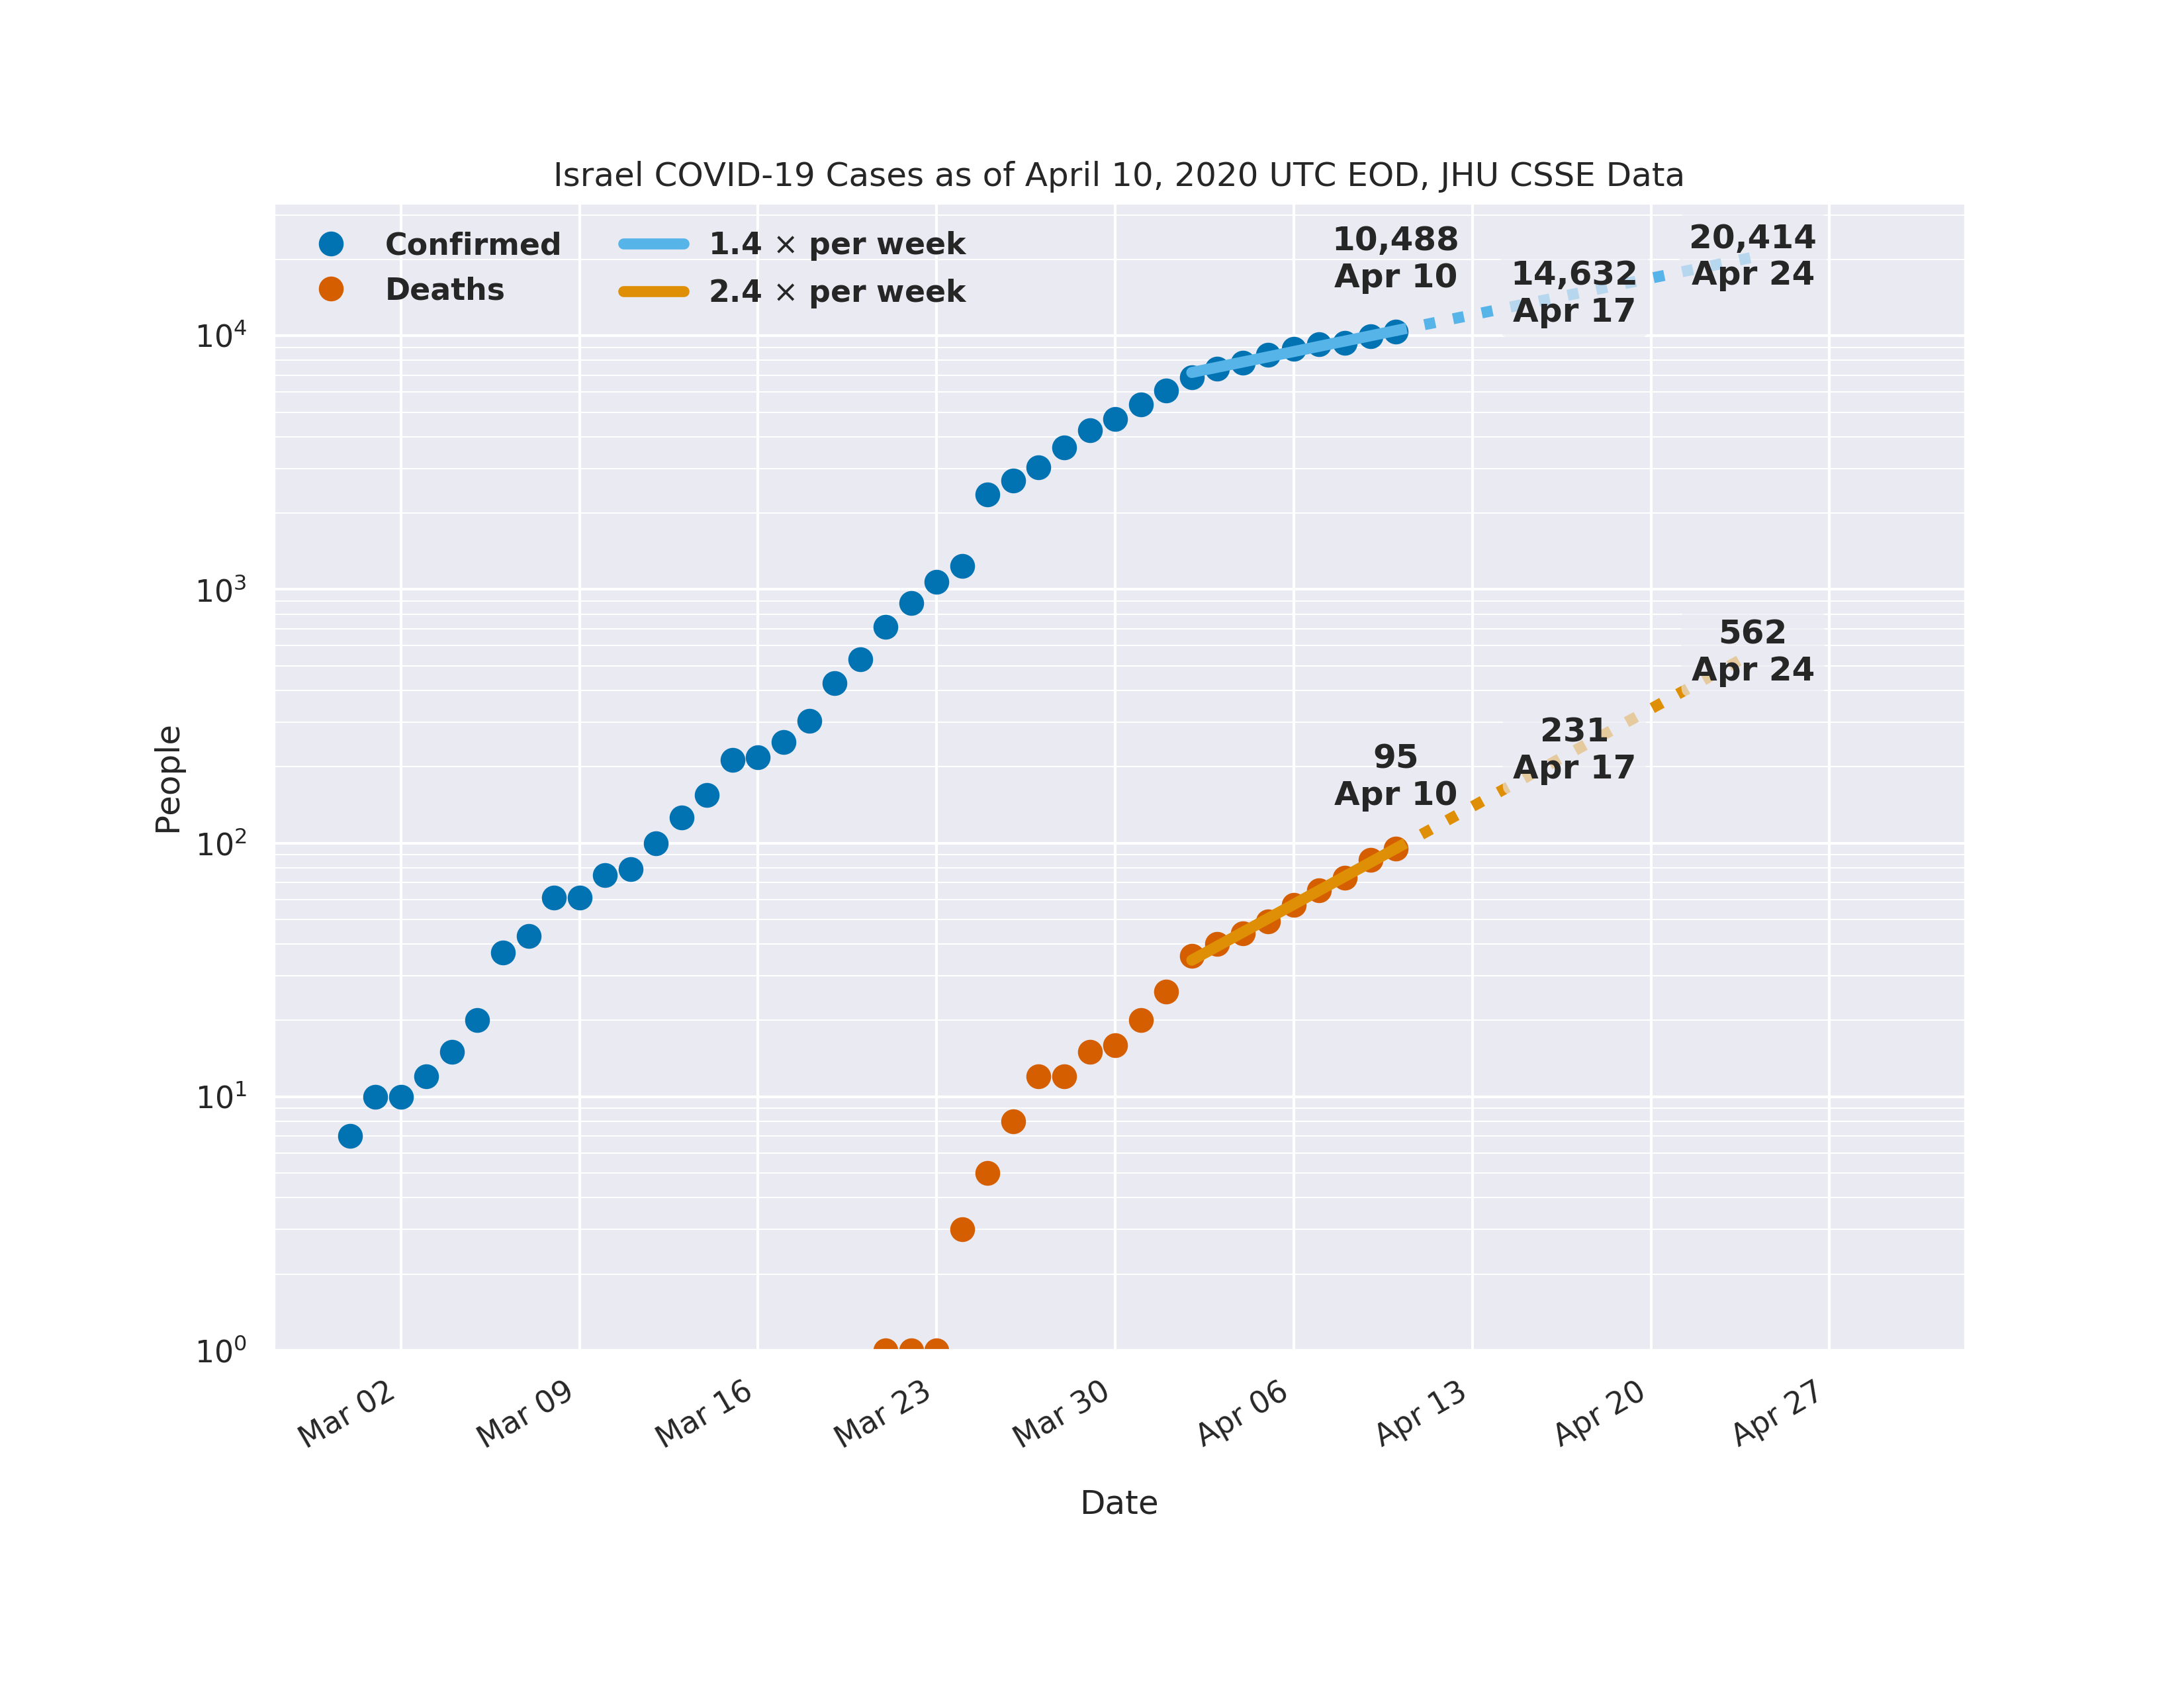 Israel COVID-19 Cases as of April 10, 2020 UTC EOD, JHU CSSE Data
Confirmed
Deaths
1.4 × per week
2.4 × per week
10,488
Apr 10
14,632
Apr 17
20,414
Apr 24
95
Apr 10
231
Apr 17
562
Apr 24
People
10⁴
10³
10²
10¹
10⁰
Mar 02
Mar 09
Mar 16
Mar 23
Mar 30
Apr 06
Apr 13
Apr 20
Apr 27
Date